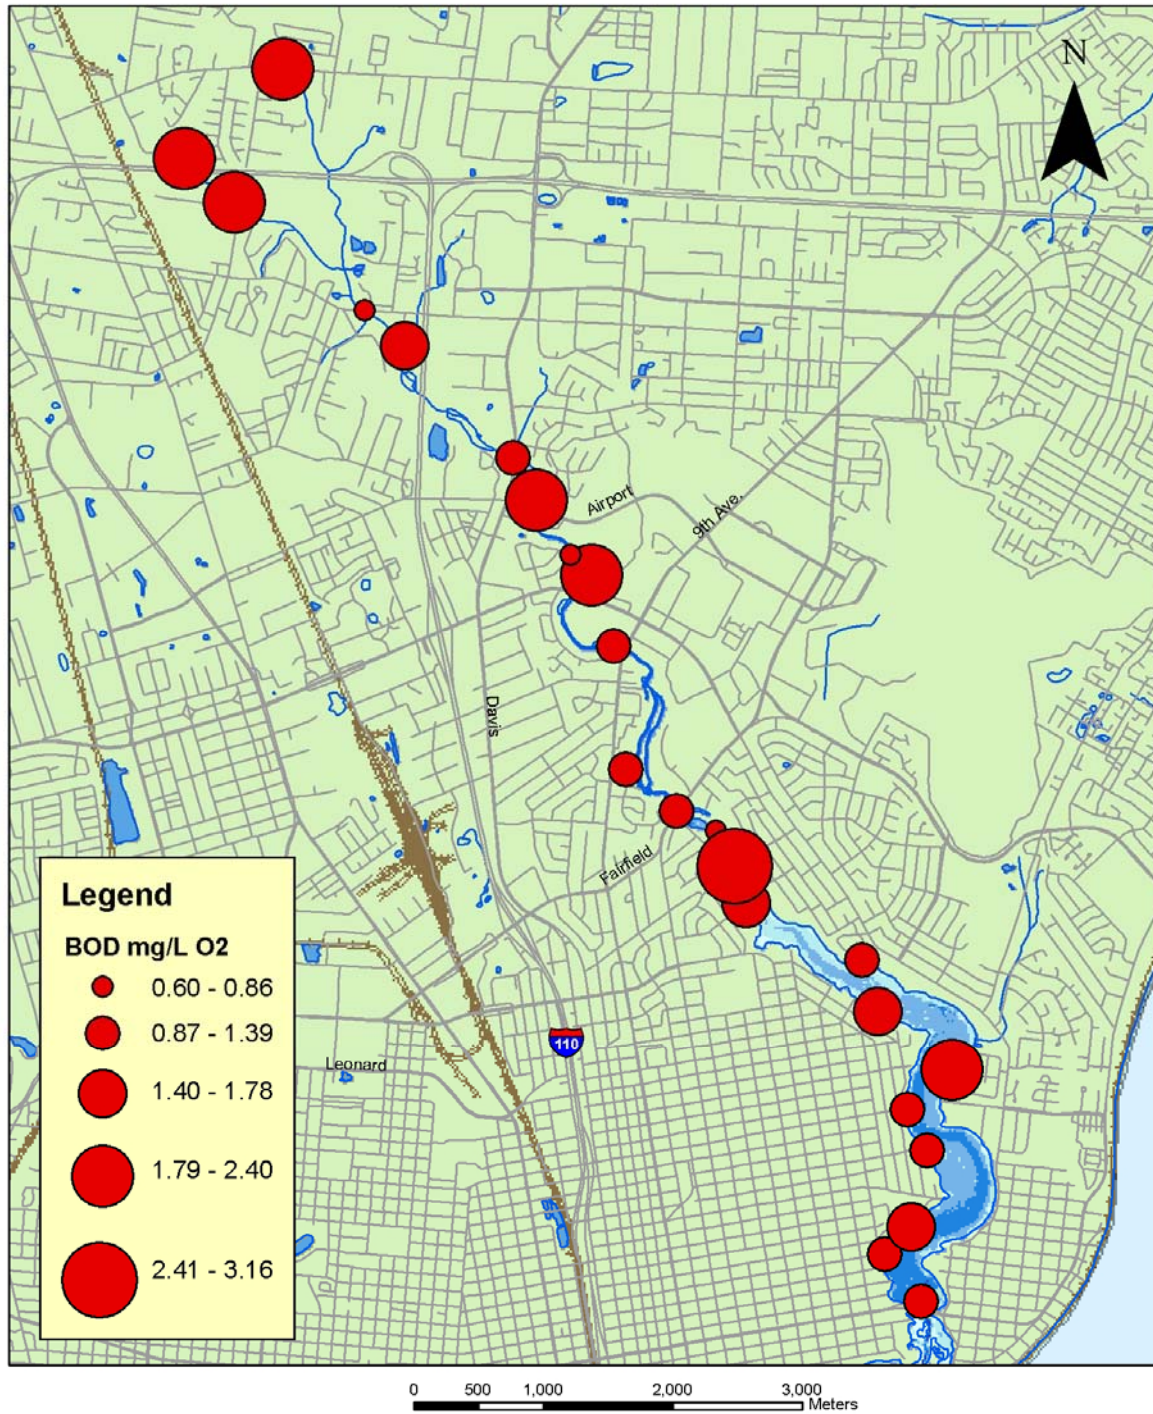 N
Airport
9th Ave.
Davis
Fairfield
Legend
BOD mg/L O2
0.60 - 0.86
0.87 - 1.39
1.40 - 1.78
1.79 - 2.40
2.41 - 3.16
110
Leonard
0 500 1,000 2,000 3,000
Meters